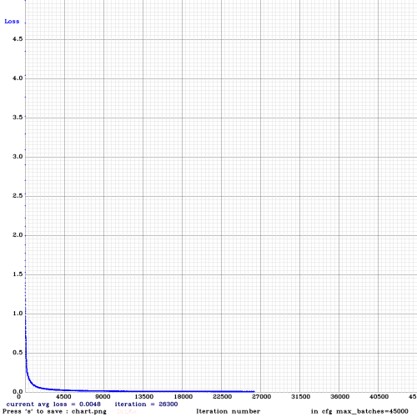 Loss
4.5
4.0
3.5
3.0
2.5
2.0
1.5
1.0
0.5
0.0
4500 9000 13500 18000 22500 27000 31500 36000 40500 45
current avg loss = 0.0048 iteration = 26300
Press 's' to save : chart.png Iteration number in cfg max_batches=45000